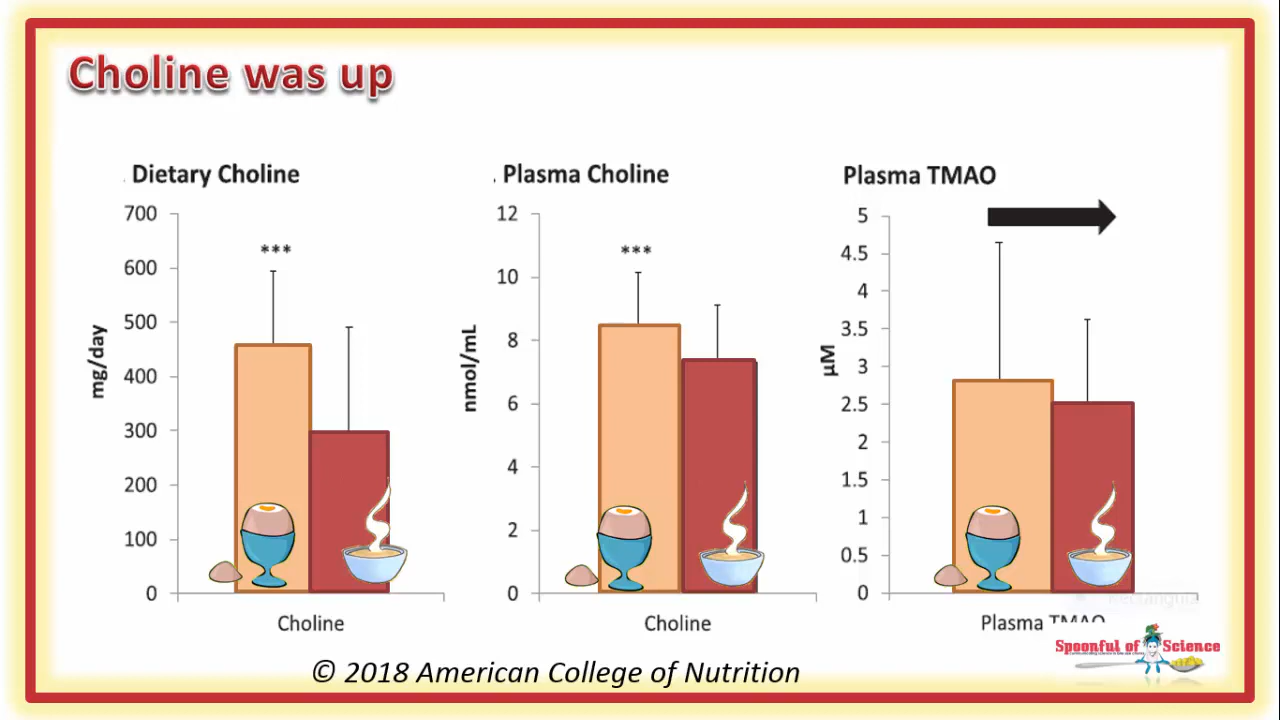 Choline was up
. Dietary Choline
700
600
500
400
300
200
100
0
mg/day
***
Choline
. Plasma Choline
12
10
8
6
4
2
0
nmol/mL
***
Choline
Plasma TMAO
5
4.5
4
3.5
3
2.5
2
1.5
1
0.5
0
µM
Plasma TMAO
© 2018 American College of Nutrition
Spoonful of Science